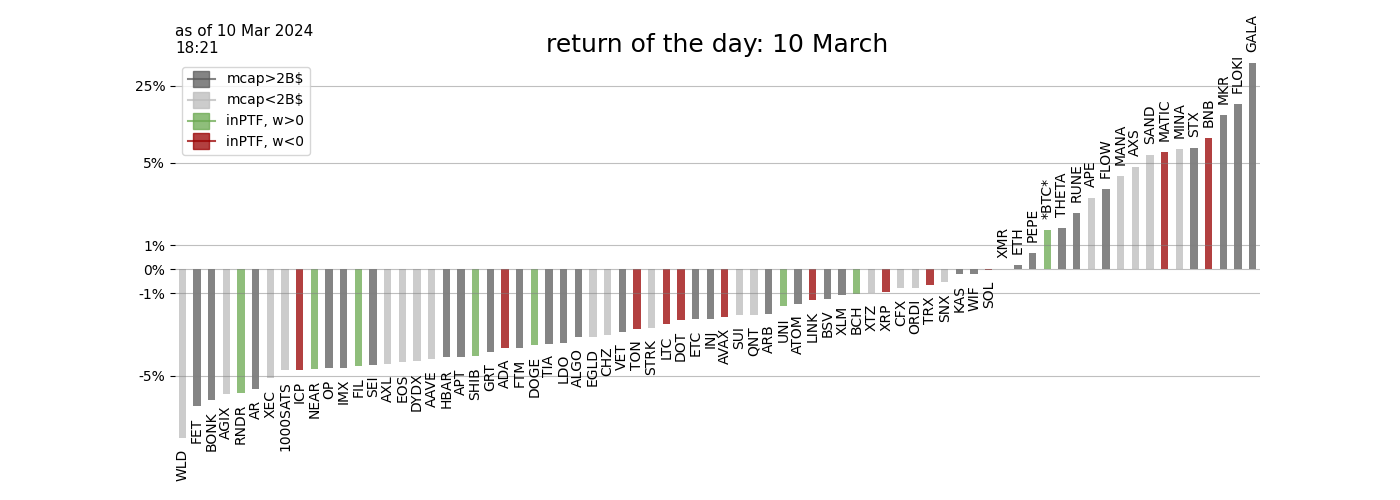 as of 10 Mar 2024
18:21
return of the day: 10 March
mcap>2B$
mcap<2B$
inPTF, w>0
inPTF, w<0
25%
5%
1%
0%
-1%
-5%
WLD
FET
BONK
AGIX
RNDR
AR
XEC
1000SATS
ICP
NEAR
OP
IMX
FIL
SEI
AXL
EOS
DYDX
AAVE
HBAR
APT
SHIB
GRT
ADA
FTM
DOGE
TIA
LDO
ALGO
EGLD
CHZ
VET
TON
STRK
LTC
DOT
ETC
INJ
AVAX
SUI
QNT
ARB
UNI
ATOM
LINK
BSV
XLM
BCH
XTZ
XRP
CFX
ORDI
TRX
SNX
KAS
WIF
SOL
XMR
ETH
PEPE
*BTC*
THETA
RUNE
APE
FLOW
MANA
AXS
SAND
MATIC
MINA
STX
BNB
MKR
FLOKI
GALA